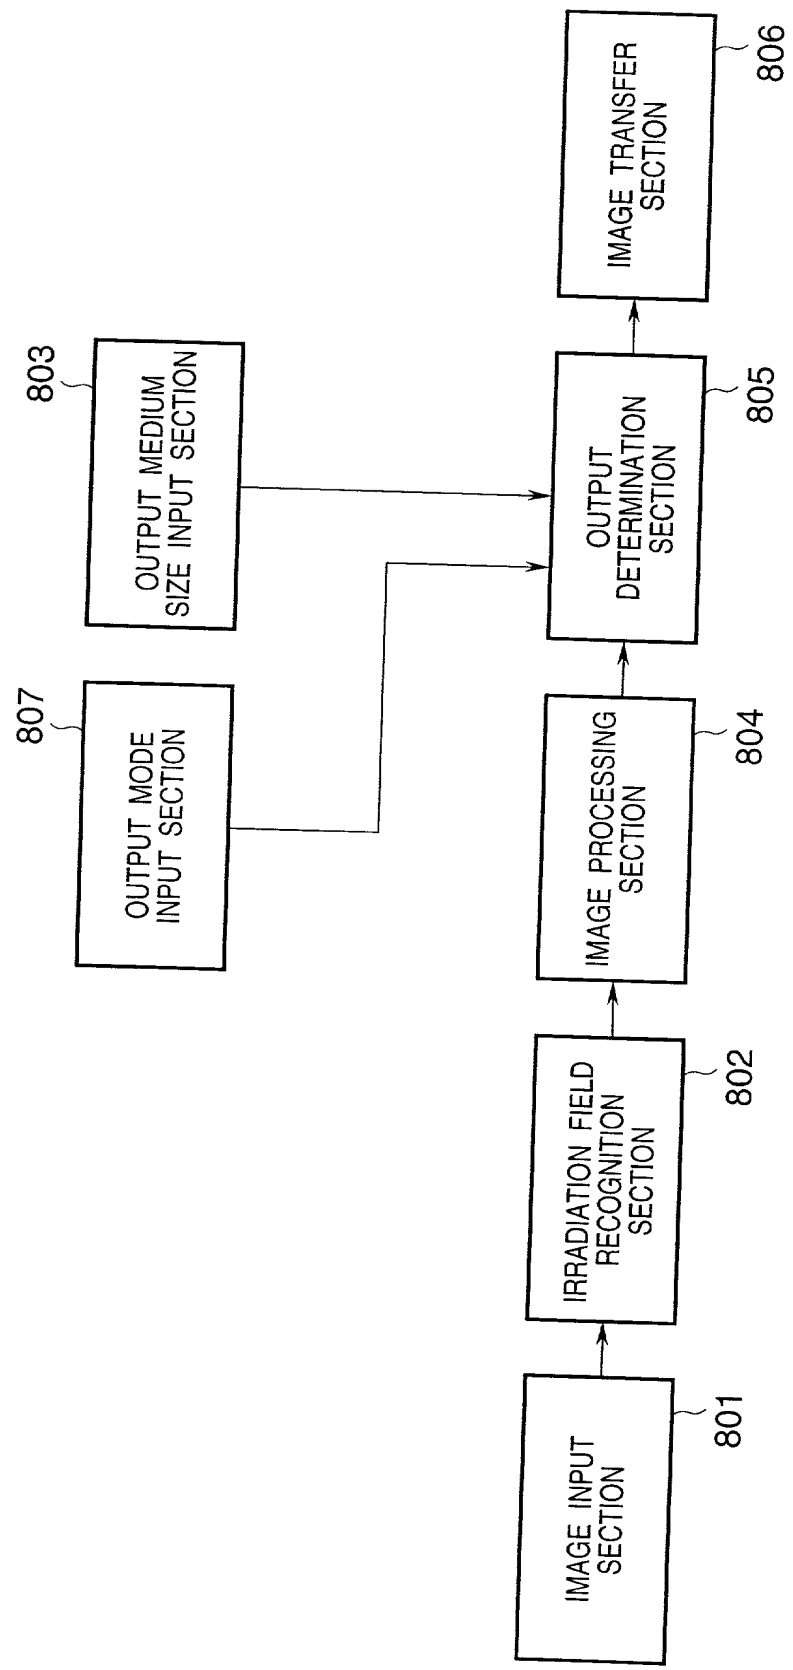 807
OUTPUT MODE
INPUT SECTION
803
OUTPUT MEDIUM
SIZE INPUT SECTION
IMAGE INPUT
SECTION
801
IRRADIATION FIELD
RECOGNITION
SECTION
802
IMAGE PROCESSING
SECTION
804
OUTPUT
DETERMINATION
SECTION
805
IMAGE TRANSFER
SECTION
806